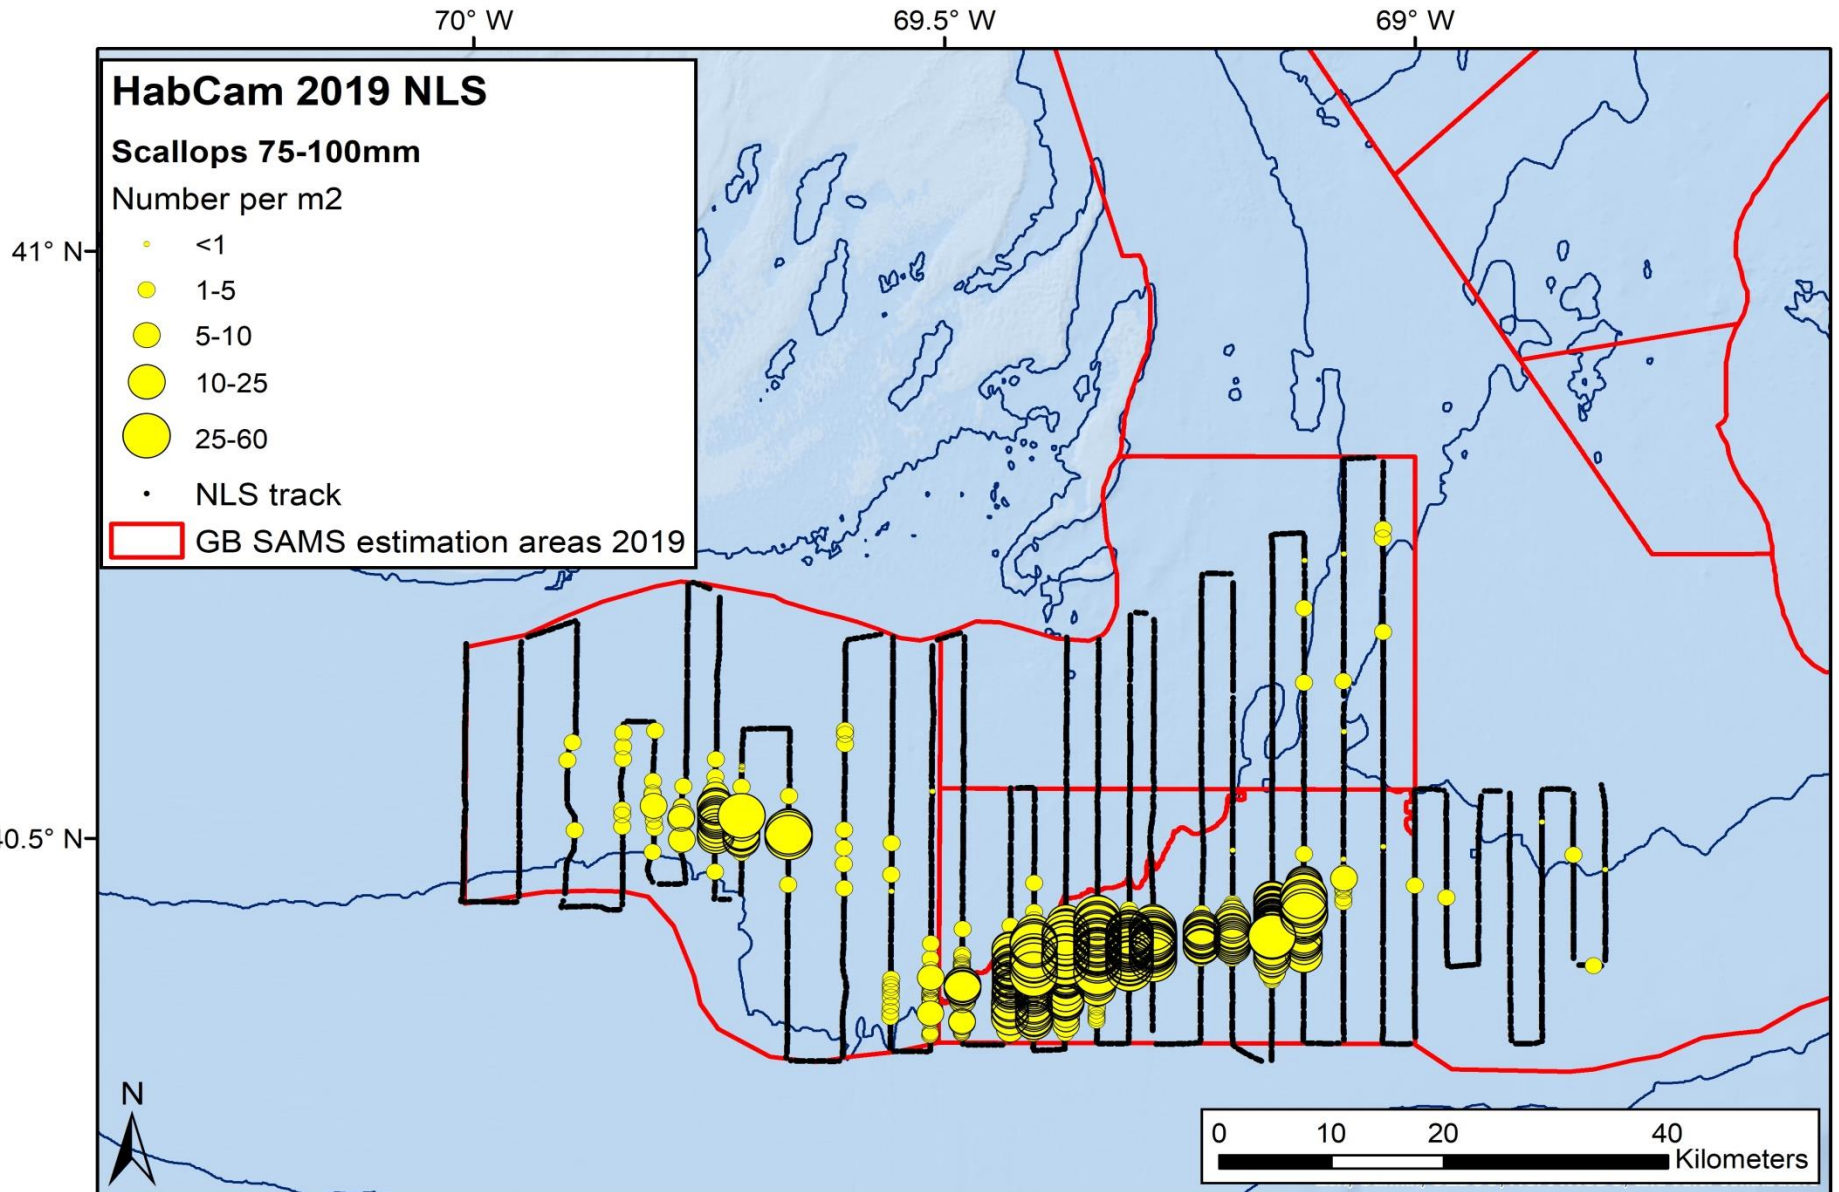 70° W 69.5° W 69° W
HabCam 2019 NLS
Scallops 75-100mm
Number per m2
<1
1-5
5-10
10-25
25-60
NLS track
GB SAMS estimation areas 2019
41° N
0.5° N
N
0 10 20 40
Kilometers